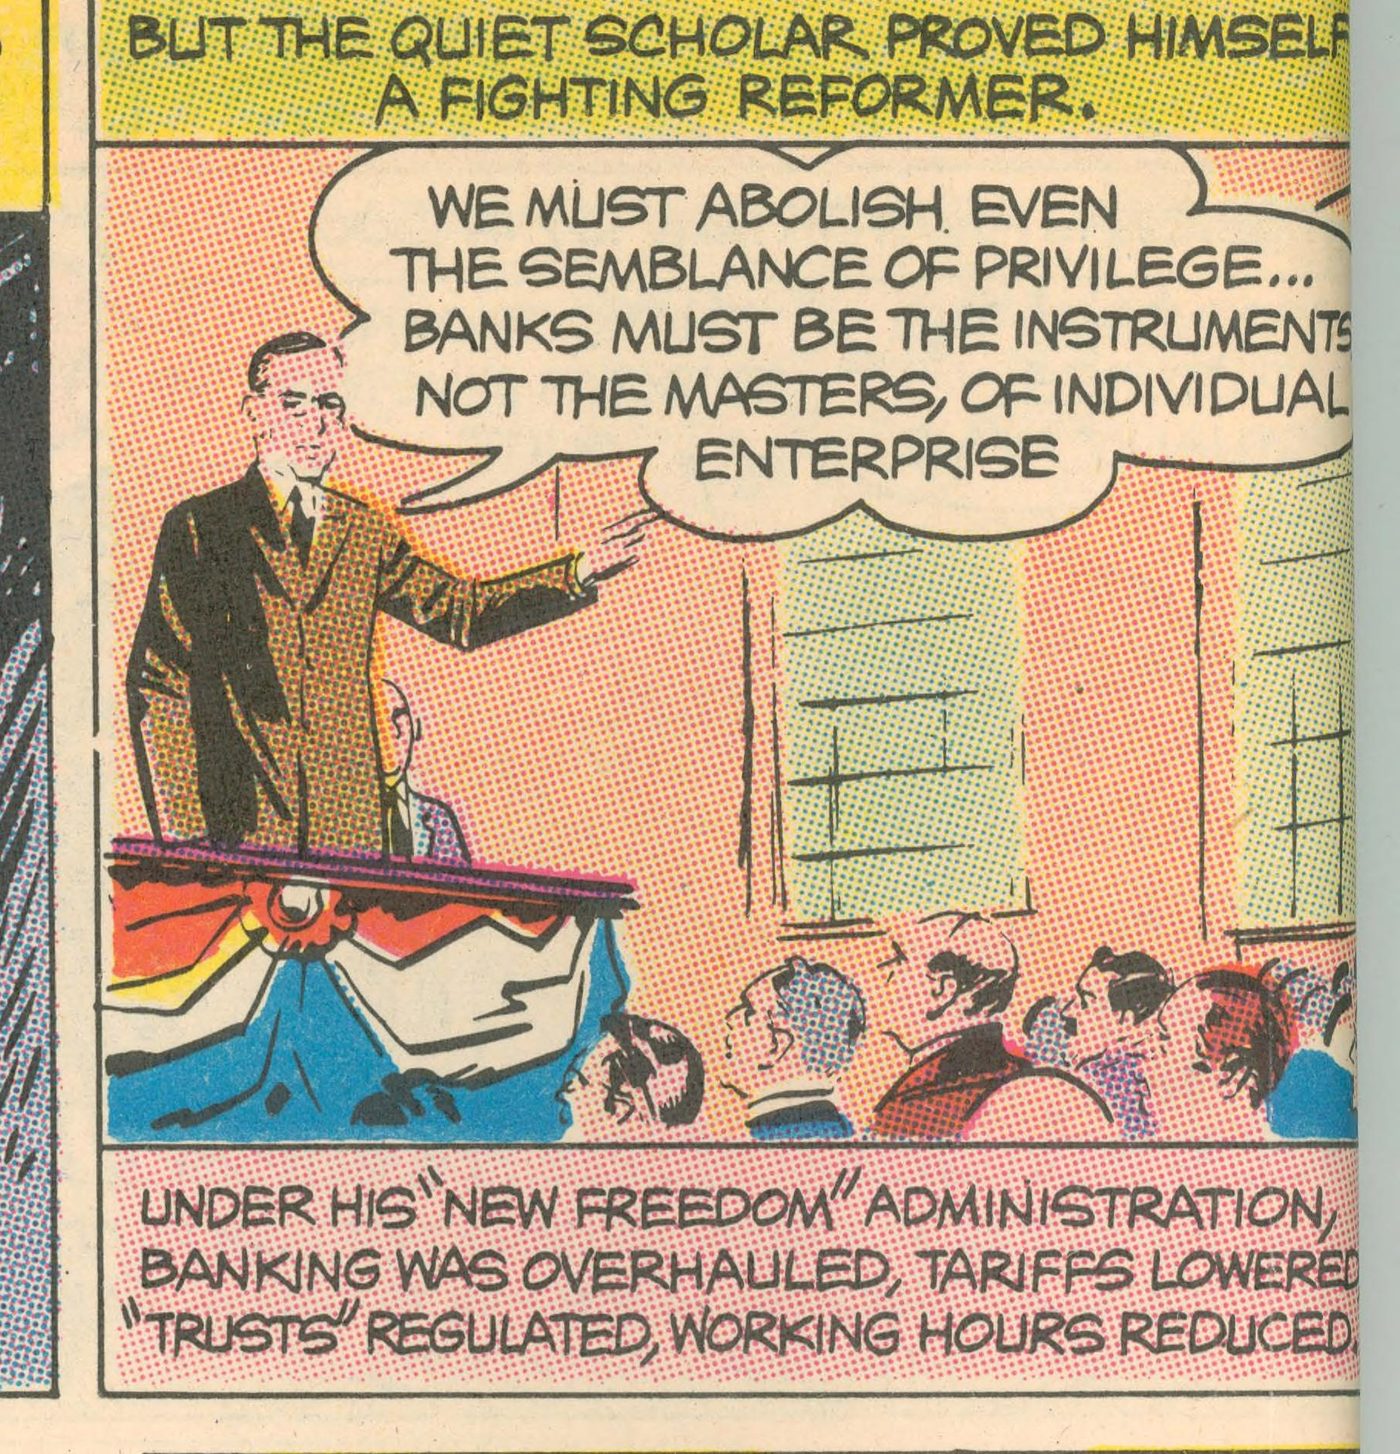 BUT THE QUIET SCHOLAR PROVED HIMSELF
A FIGHTING REFORMER.
WE MUST ABOLISH EVEN
THE SEMBLANCE OF PRIVILEGE...
BANKS MUST BE THE INSTRUMENTS
NOT THE MASTERS, OF INDIVIDUAL
ENTERPRISE
UNDER HIS "NEW FREEDOM" ADMINISTRATION,
BANKING WAS OVERHAULED, TARIFFS LOWERED
"TRUSTS" REGULATED, WORKING HOURS REDUCED.